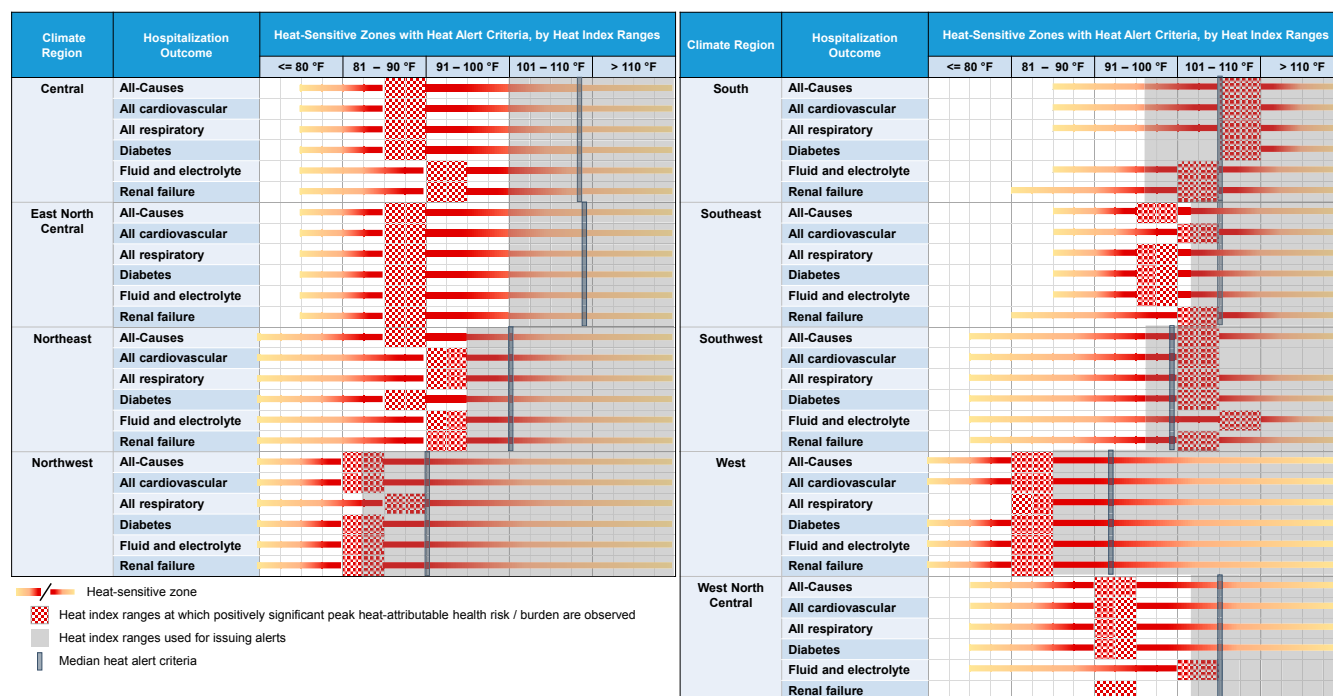 Climate Region
Hospitalization Outcome
Heat-Sensitive Zones with Heat Alert Criteria, by Heat Index Ranges
<= 80 °F
81 – 90 °F
91 – 100 °F
101 – 110 °F
> 110 °F
Central
All-Causes
All cardiovascular
All respiratory
Diabetes
Fluid and electrolyte
Renal failure
East North Central
All-Causes
All cardiovascular
All respiratory
Diabetes
Fluid and electrolyte
Renal failure
Northeast
All-Causes
All cardiovascular
All respiratory
Diabetes
Fluid and electrolyte
Renal failure
Northwest
All-Causes
All cardiovascular
All respiratory
Diabetes
Fluid and electrolyte
Renal failure
Heat-sensitive zone
Heat index ranges at which positively significant peak heat-attributable health risk / burden are observed
Heat index ranges used for issuing alerts
Median heat alert criteria
Climate Region
Hospitalization Outcome
Heat-Sensitive Zones with Heat Alert Criteria, by Heat Index Ranges
<= 80 °F
81 – 90 °F
91 – 100 °F
101 – 110 °F
> 110 °F
South
All-Causes
All cardiovascular
All respiratory
Diabetes
Fluid and electrolyte
Renal failure
Southeast
All-Causes
All cardiovascular
All respiratory
Diabetes
Fluid and electrolyte
Renal failure
Southwest
All-Causes
All cardiovascular
All respiratory
Diabetes
Fluid and electrolyte
Renal failure
West
All-Causes
All cardiovascular
All respiratory
Diabetes
Fluid and electrolyte
Renal failure
West North Central
All-Causes
All cardiovascular
All respiratory
Diabetes
Fluid and electrolyte
Renal failure